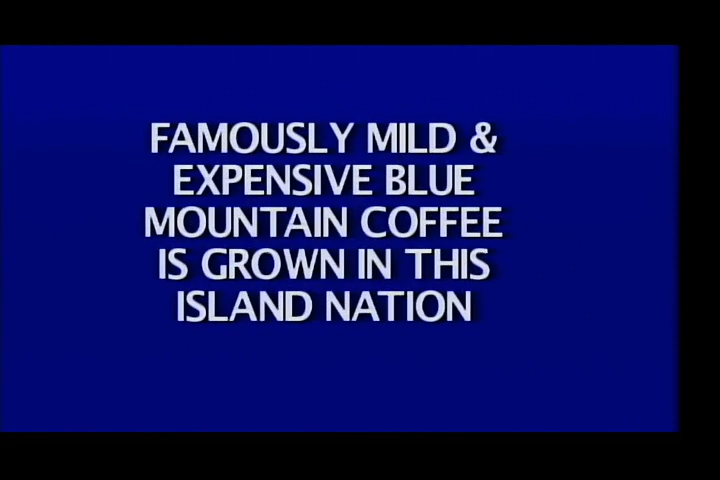 FAMOUSLY MILD &
EXPENSIVE BLUE
MOUNTAIN COFFEE
IS GROWN IN THIS
ISLAND NATION